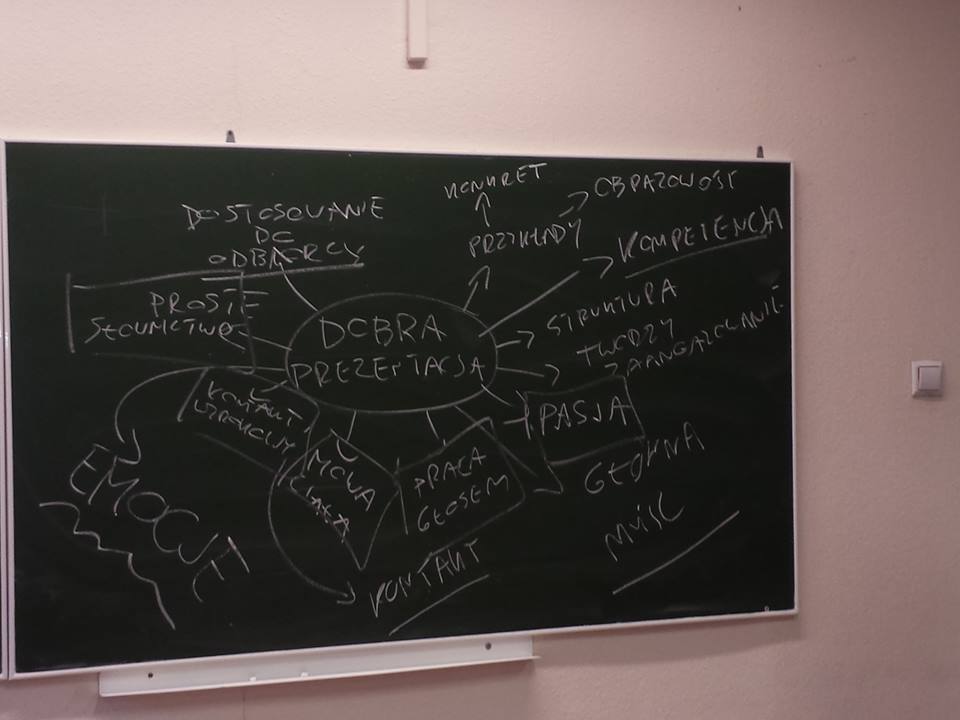 KONKRET
OBRAZOWOŚĆ
DOSTOSOWANIE
DO
ODBIORCY
PRZYKŁADY
KOMPETENCJA
PROSTE
SŁOWNICTWO
DOBRA
PREZENTACJA
STRUKTURA
TWÓRZY
ZAANGAŻOWANIE
KONTAKT
WZROKOWY
PASJA
EMOCJE
MOWA
CIAŁA
PRACA
GŁOSEM
GŁÓWNA
MYŚL
KONTAKT